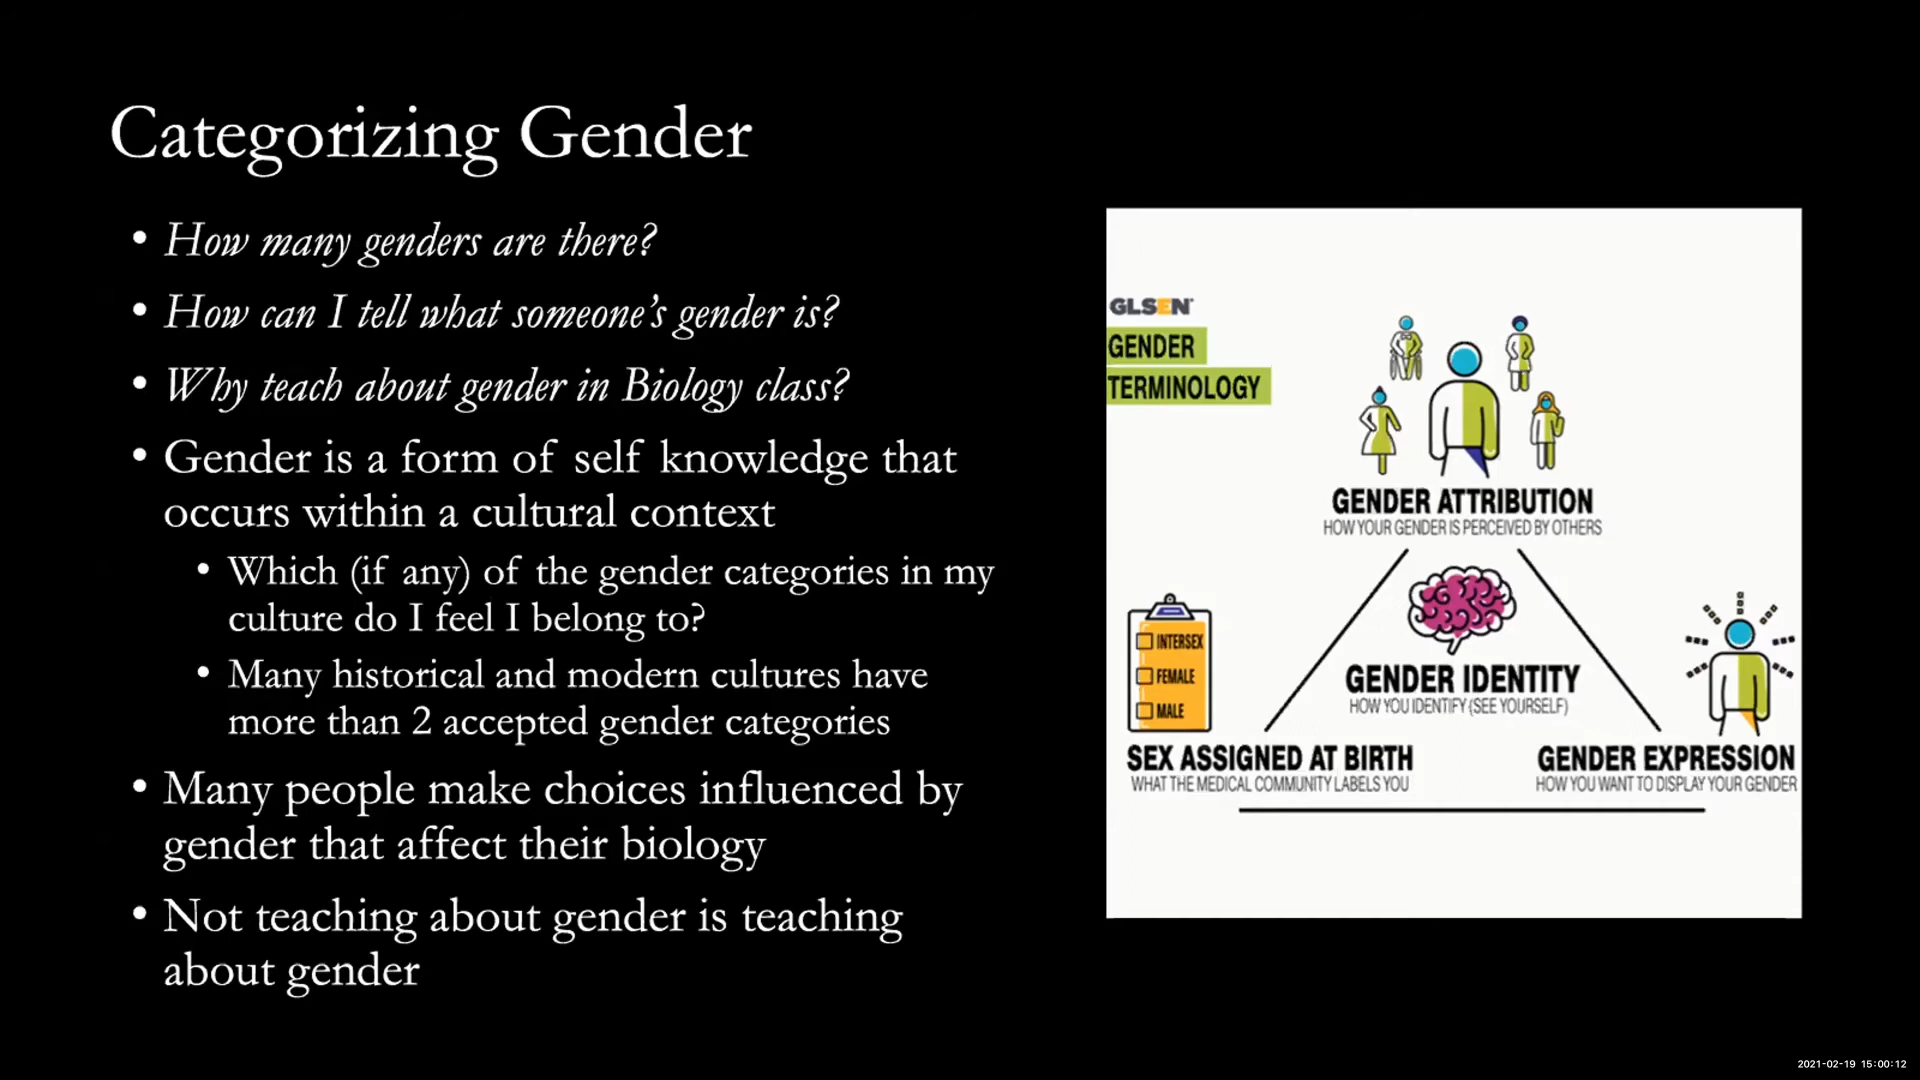 Categorizing Gender
• How many genders are there?
• How can I tell what someone's gender is?
• Why teach about gender in Biology class?
• Gender is a form of self knowledge that
occurs within a cultural context
• Which (if any) of the gender categories in my
culture do I feel I belong to?
• Many historical and modern cultures have
more than 2 accepted gender categories
• Many people make choices influenced by
gender that affect their biology
• Not teaching about gender is teaching
about gender
GLSEN
GENDER
TERMINOLOGY
GENDER ATTRIBUTION
HOW YOUR GENDER IS PERCEIVED BY OTHERS
GENDER IDENTITY
HOW YOU IDENTIFY (SEE YOURSELF)
INTERSEX
FEMALE
MALE
SEX ASSIGNED AT BIRTH
WHAT THE MEDICAL COMMUNITY LABELS YOU
GENDER EXPRESSION
HOW YOU WANT TO DISPLAY YOUR GENDER
2021-02-19 15:00:12